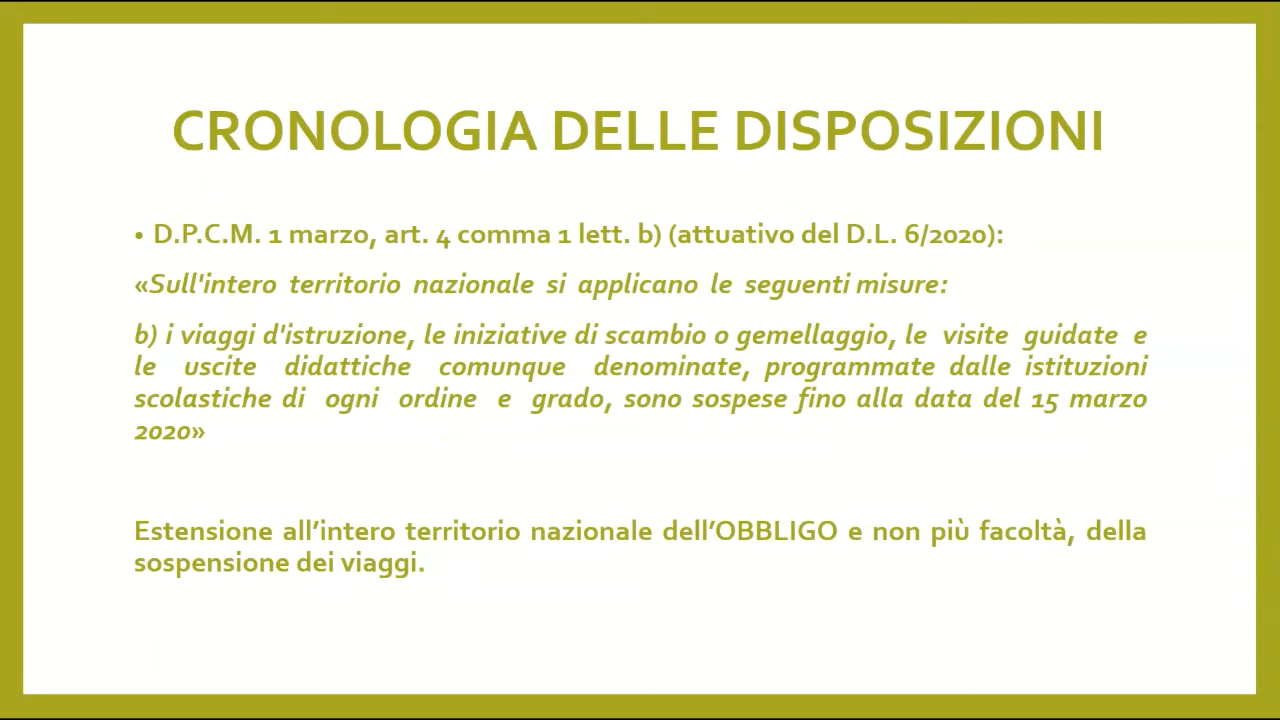 CRONOLOGIA DELLE DISPOSIZIONI
• D.P.C.M. 1 marzo, art. 4 comma 1 lett. b) (attuativo del D.L. 6/2020):
«Sull'intero territorio nazionale si applicano le seguenti misure:
b) i viaggi d'istruzione, le iniziative di scambio o gemellaggio, le visite guidate e
le uscite didattiche comunque denominate, programmate dalle istituzioni
scolastiche di ogni ordine e grado, sono sospese fino alla data del 15 marzo
2020»
Estensione all’intero territorio nazionale dell’OBBLIGO e non più facoltà, della
sospensione dei viaggi.